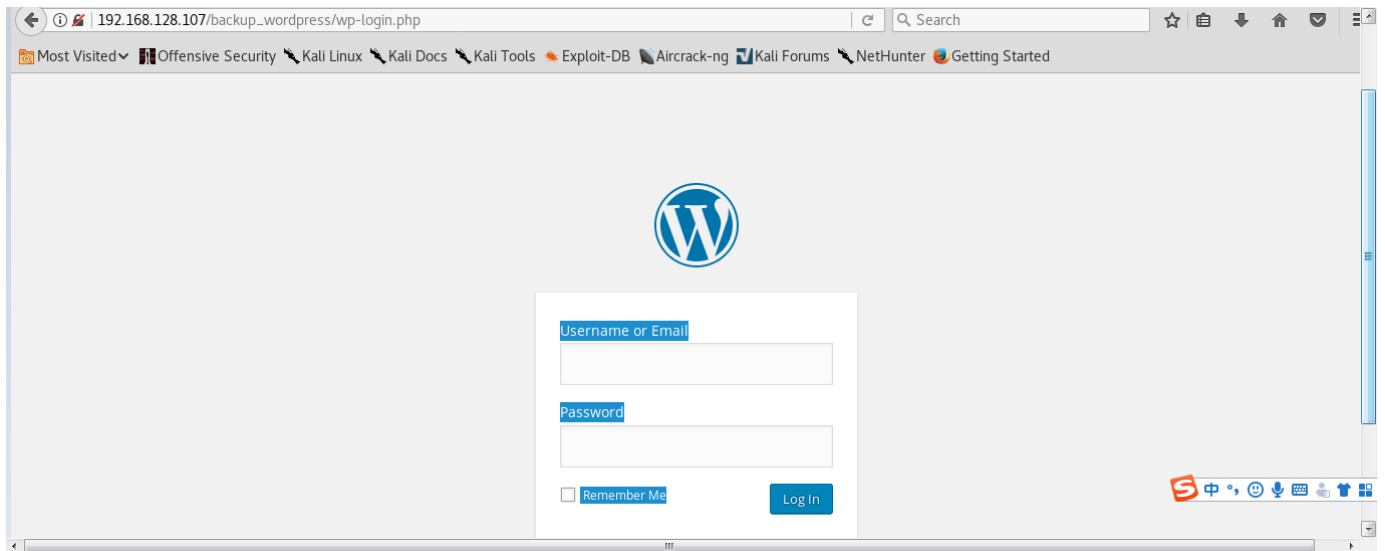 192.168.128.107/backup_wordpress/wp-login.php Search
Most Visited Offensive Security Kali Linux Kali Docs Kali Tools Exploit-DB Aircrack-ng Kali Forums NetHunter Getting Started
Username or Email
Password
Remember Me Log In
中